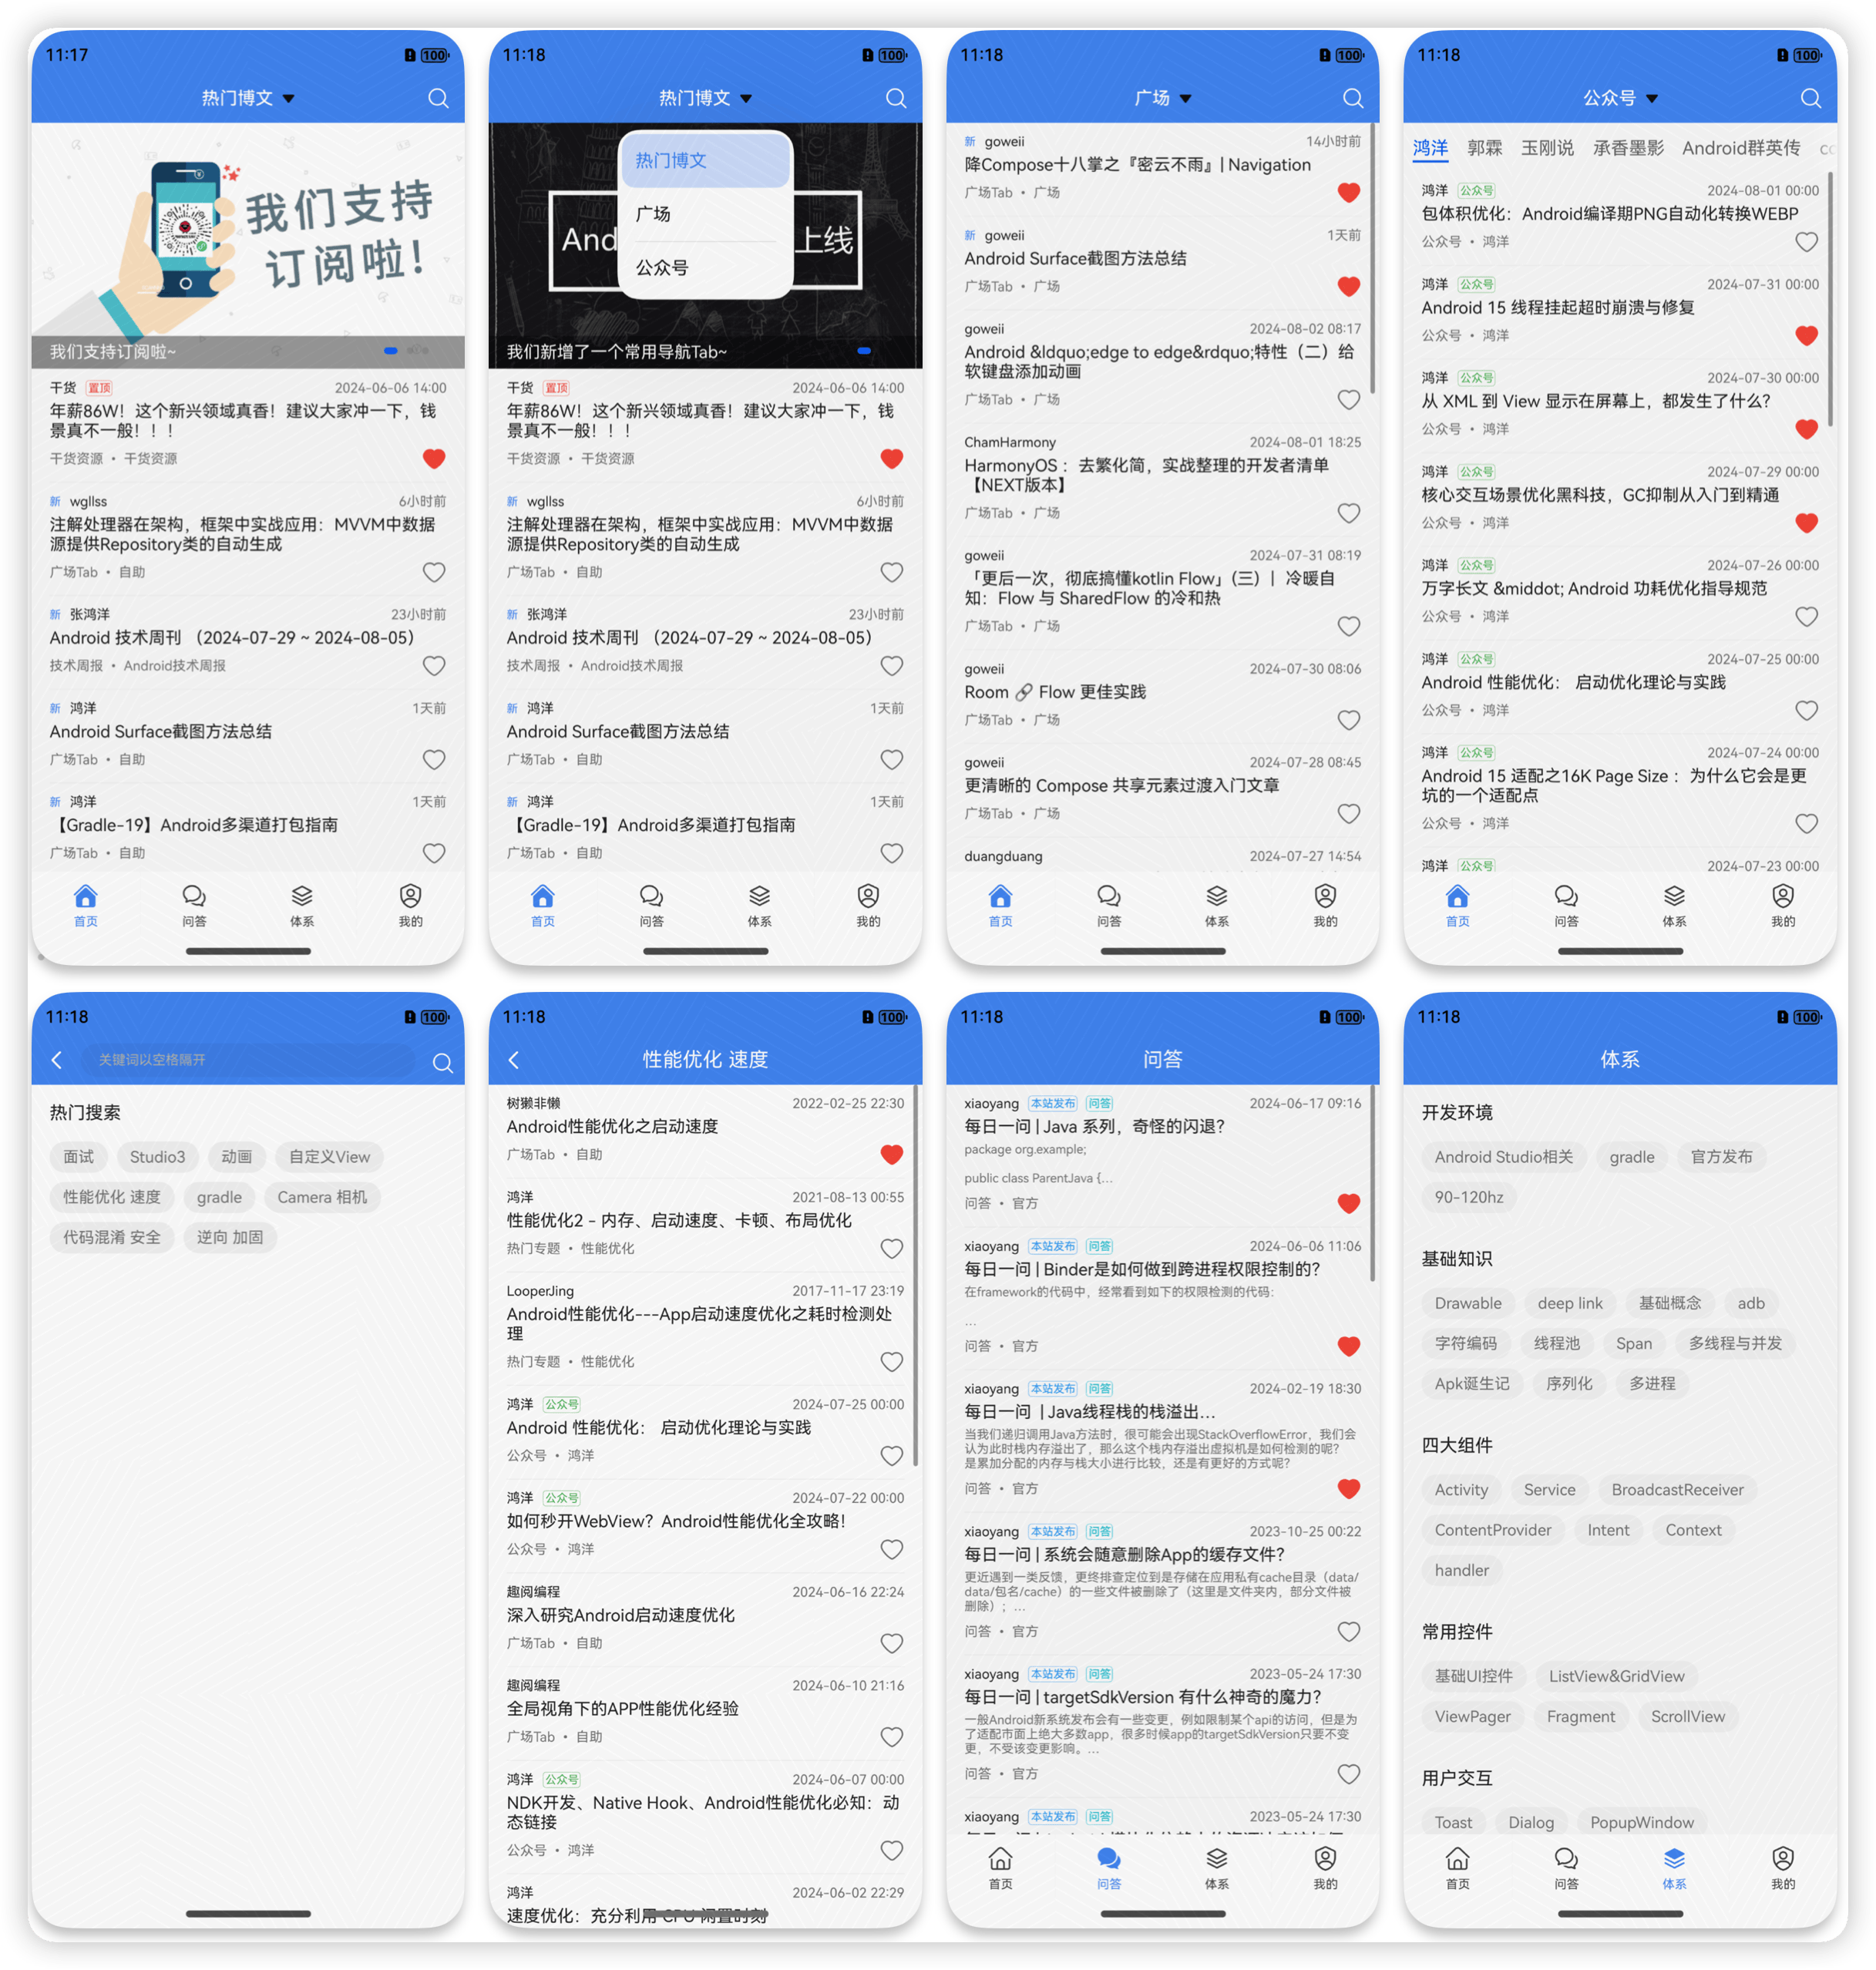 11:17
100
热门博文
我们支持
订阅啦！
我们支持订阅啦~
干货 置顶 2024-06-06 14:00
年薪86W！这个新兴领域真香！建议大家冲一下，钱
景真不一般！！！
干货资源 • 干货资源
新 wgllss 6小时前
注解处理器在架构，框架中实战应用：MVVM中数据
源提供Repository类的自动生成
广场Tab • 自助
新 张鸿洋 23小时前
Android 技术周刊 （2024-07-29 ~ 2024-08-05）
技术周报 • Android技术周报
新 鸿洋 1天前
Android Surface截图方法总结
广场Tab • 自助
新 鸿洋 1天前
【Gradle-19】Android多渠道打包指南
广场Tab • 自助
首页 问答 体系 我的
11:18
100
热门博文
热门博文
广场
公众号
And 上线
我们新增了一个常用导航Tab~
干货 置顶 2024-06-06 14:00
年薪86W！这个新兴领域真香！建议大家冲一下，钱
景真不一般！！！
干货资源 • 干货资源
新 wgllss 6小时前
注解处理器在架构，框架中实战应用：MVVM中数据
源提供Repository类的自动生成
广场Tab • 自助
新 张鸿洋 23小时前
Android 技术周刊 （2024-07-29 ~ 2024-08-05）
技术周报 • Android技术周报
新 鸿洋 1天前
Android Surface截图方法总结
广场Tab • 自助
新 鸿洋 1天前
【Gradle-19】Android多渠道打包指南
广场Tab • 自助
首页 问答 体系 我的
11:18
100
广场
新 goweii 14小时前
降Compose十八掌之『密云不雨』| Navigation
广场Tab • 广场
新 goweii 1天前
Android Surface截图方法总结
广场Tab • 广场
goweii 2024-08-02 08:17
Android &ldquo;edge to edge&rdquo;特性（二）给
软键盘添加动画
广场Tab • 广场
ChamHarmony 2024-08-01 18:25
HarmonyOS ：去繁化简，实战整理的开发者清单
【NEXT版本】
广场Tab • 广场
goweii 2024-07-31 08:19
「更后一次，彻底搞懂kotlin Flow」(三) ｜ 冷暖自
知：Flow 与 SharedFlow 的冷和热
广场Tab • 广场
goweii 2024-07-30 08:06
Room 🔗 Flow 更佳实践
广场Tab • 广场
goweii 2024-07-28 08:45
更清晰的 Compose 共享元素过渡入门文章
广场Tab • 广场
duangduang 2024-07-27 14:54
首页 问答 体系 我的
11:18
100
公众号
鸿洋 郭霖 玉刚说 承香墨影 Android群英传
鸿洋 公众号 2024-08-01 00:00
包体积优化：Android编译期PNG自动化转换WEBP
公众号 • 鸿洋
鸿洋 公众号 2024-07-31 00:00
Android 15 线程挂起超时崩溃与修复
公众号 • 鸿洋
鸿洋 公众号 2024-07-30 00:00
从 XML 到 View 显示在屏幕上，都发生了什么？
公众号 • 鸿洋
鸿洋 公众号 2024-07-29 00:00
核心交互场景优化黑科技，GC抑制从入门到精通
公众号 • 鸿洋
鸿洋 公众号 2024-07-26 00:00
万字长文 &middot; Android 功耗优化指导规范
公众号 • 鸿洋
鸿洋 公众号 2024-07-25 00:00
Android 性能优化： 启动优化理论与实践
公众号 • 鸿洋
鸿洋 公众号 2024-07-24 00:00
Android 15 适配之16K Page Size ：为什么它会是更
坑的一个适配点
公众号 • 鸿洋
鸿洋 公众号 2024-07-23 00:00
首页 问答 体系 我的
11:18
100
关键词以空格隔开
热门搜索
面试 Studio3 动画 自定义View
性能优化 速度 gradle Camera 相机
代码混淆 安全 逆向 加固
11:18
100
性能优化 速度
树獭非懒 2022-02-25 22:30
Android性能优化之启动速度
广场Tab • 自助
鸿洋 2021-08-13 00:55
性能优化2 - 内存、启动速度、卡顿、布局优化
热门专题 • 性能优化
LooperJing 2017-11-17 23:19
Android性能优化---App启动速度优化之耗时检测处
理
热门专题 • 性能优化
鸿洋 公众号 2024-07-25 00:00
Android 性能优化： 启动优化理论与实践
公众号 • 鸿洋
鸿洋 公众号 2024-07-22 00:00
如何秒开WebView？Android性能优化全攻略！
公众号 • 鸿洋
趣阅编程 2024-06-16 22:24
深入研究Android启动速度优化
广场Tab • 自助
趣阅编程 2024-06-10 21:16
全局视角下的APP性能优化经验
广场Tab • 自助
鸿洋 公众号 2024-06-07 00:00
NDK开发、Native Hook、Android性能优化必知：动
态链接
公众号 • 鸿洋
鸿洋 2024-06-02 22:29
速度优化：充分利用 CPU 闲置时刻
11:18
100
问答
xiaoyang 本站发布 问答 2024-06-17 09:16
每日一问 | Java 系列，奇怪的闪退？
package org.example;
public class ParentJava {...
问答 • 官方
xiaoyang 本站发布 问答 2024-06-06 11:06
每日一问 | Binder是如何做到跨进程权限控制的？
在framework的代码中，经常看到如下的权限检测的代码：
...
问答 • 官方
xiaoyang 本站发布 问答 2024-02-19 18:30
每日一问 | Java线程栈的栈溢出...
当我们递归调用Java方法时，很可能会出现StackOverflowError，我们会
认为此时栈内存溢出了，那么这个栈内存溢出虚拟机是如何检测的呢？
是累加分配的内存与栈大小进行比较，还是有更好的方式呢？
问答 • 官方
xiaoyang 本站发布 问答 2023-10-25 00:22
每日一问 | 系统会随意删除App的缓存文件？
更近遇到一类反馈，更终排查定位到是存储在应用私有cache目录（data/
data/包名/cache）的一些文件被删除了（这里是文件夹内，部分文件被
删除）；...
问答 • 官方
xiaoyang 本站发布 问答 2023-05-24 17:30
每日一问 | targetSdkVersion 有什么神奇的魔力？
一般Android新系统发布会有一些变更，例如限制某个api的访问，但是为
了适配市面上绝大多数app，很多时候app的targetSdkVersion只要不变
更，不受该变更影响。...
问答 • 官方
xiaoyang 本站发布 问答 2023-05-24 17:30
首页 问答 体系 我的
11:18
100
体系
开发环境
Android Studio相关 gradle 官方发布
90-120hz
基础知识
Drawable deep link 基础概念 adb
字符编码 线程池 Span 多线程与并发
Apk诞生记 序列化 多进程
四大组件
Activity Service BroadcastReceiver
ContentProvider Intent Context
handler
常用控件
基础UI控件 ListView&GridView
ViewPager Fragment ScrollView
用户交互
Toast Dialog PopupWindow
首页 问答 体系 我的